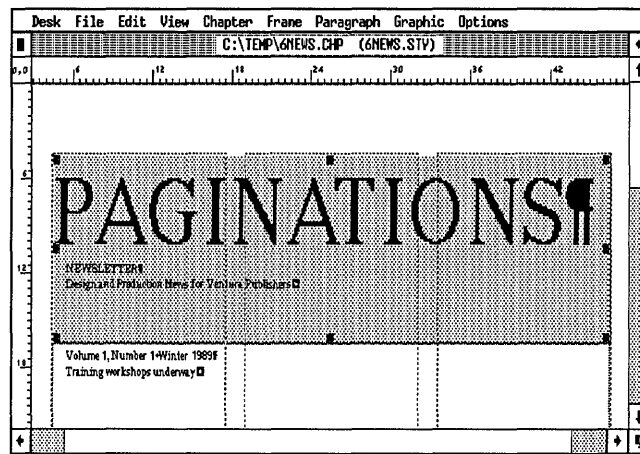 Desk File Edit View Chapter Frame Paragraph Graphic Options
C:\TEMP\6NEWS.CHP (6NEWS.STY)
0,0 6 12 18 24 30 36 42
6
PAGINATIONS¶
12
NEWSLETTER¶
Design and Production News for Ventura Publishers
18
Volume 1, Number 1•Winter 1989¶
Training workshops underway